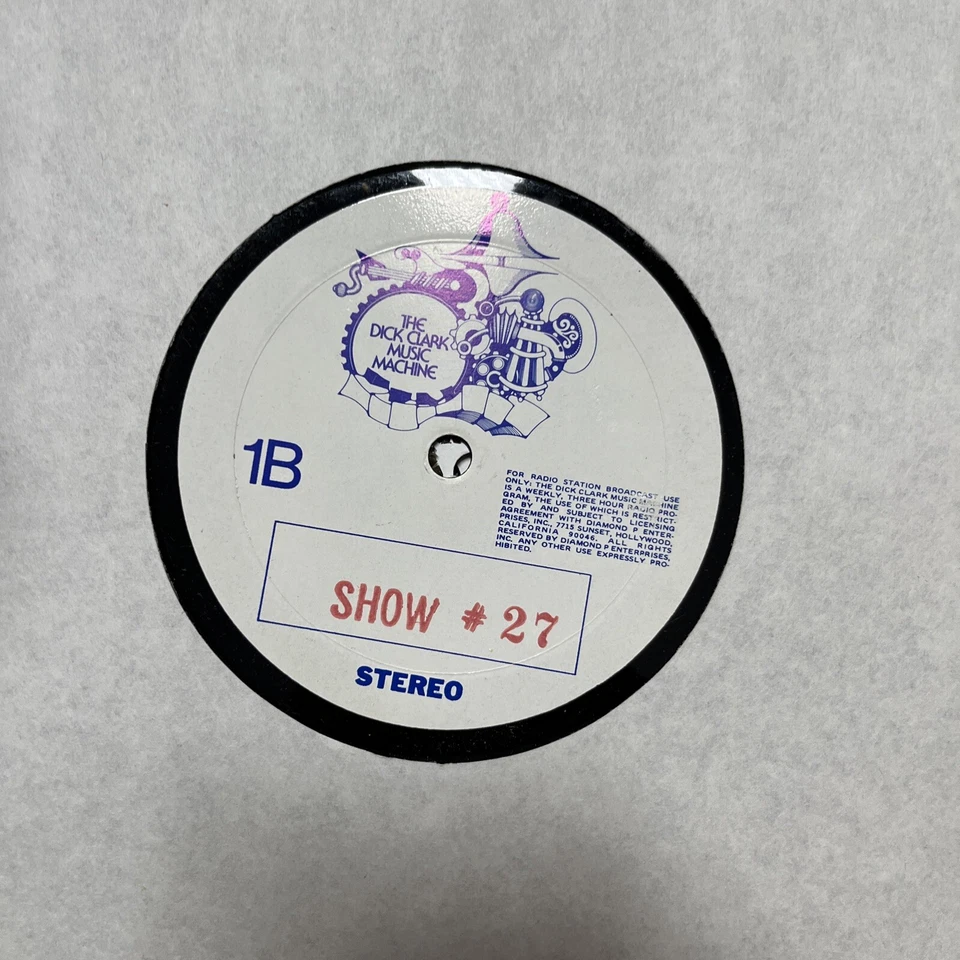 THE
DICK CLARK
MUSIC
MACHINE
1B
FOR RADIO STATION BROADCAST USE
ONLY: THE DICK CLARK MUSIC MACHINE
IS A WEEKLY, THREE HOUR RADIO PRO-
GRAM, THE USE OF WHICH IS RESTRICT-
ED BY AND SUBJECT TO LICENSING
AGREEMENT WITH DIAMOND P ENTER-
PRISES, INC., 7715 SUNSET, HOLLYWOOD,
CALIFORNIA 90046. ALL RIGHTS
RESERVED BY DIAMOND P ENTERPRISES,
INC. ANY OTHER USE EXPRESSLY PRO-
HIBITED.
SHOW # 27
STEREO